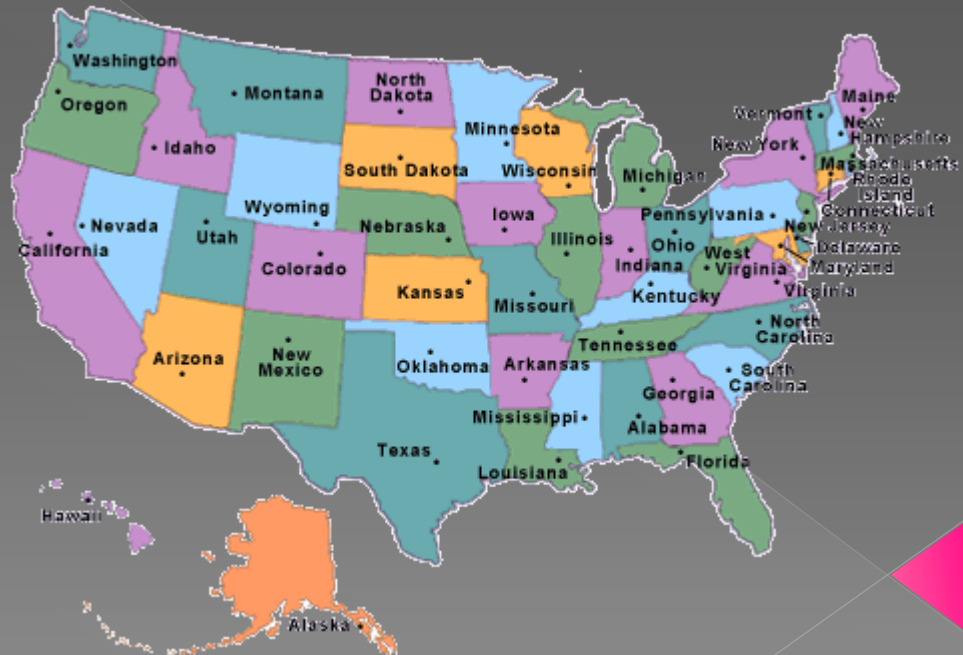 Washington
Montana
North
Dakota
Minnesota
Maine
Oregon
Vermont
New
Hampshire
Idaho
New York
South Dakota
Wisconsin
Michigan
Massachusetts
Rhode
Island
Connecticut
Wyoming
Iowa
Pennsylvania
New Jersey
Nevada
Utah
Nebraska
Illinois
Indiana
Ohio
West
Virginia
Delaware
Maryland
California
Colorado
Kansas
Missouri
Kentucky
Virginia
Arizona
New
Mexico
Oklahoma
Arkansas
Tennessee
North
Carolina
South
Carolina
Georgia
Mississippi
Alabama
Texas
Louisiana
Florida
Hawaii
Alaska